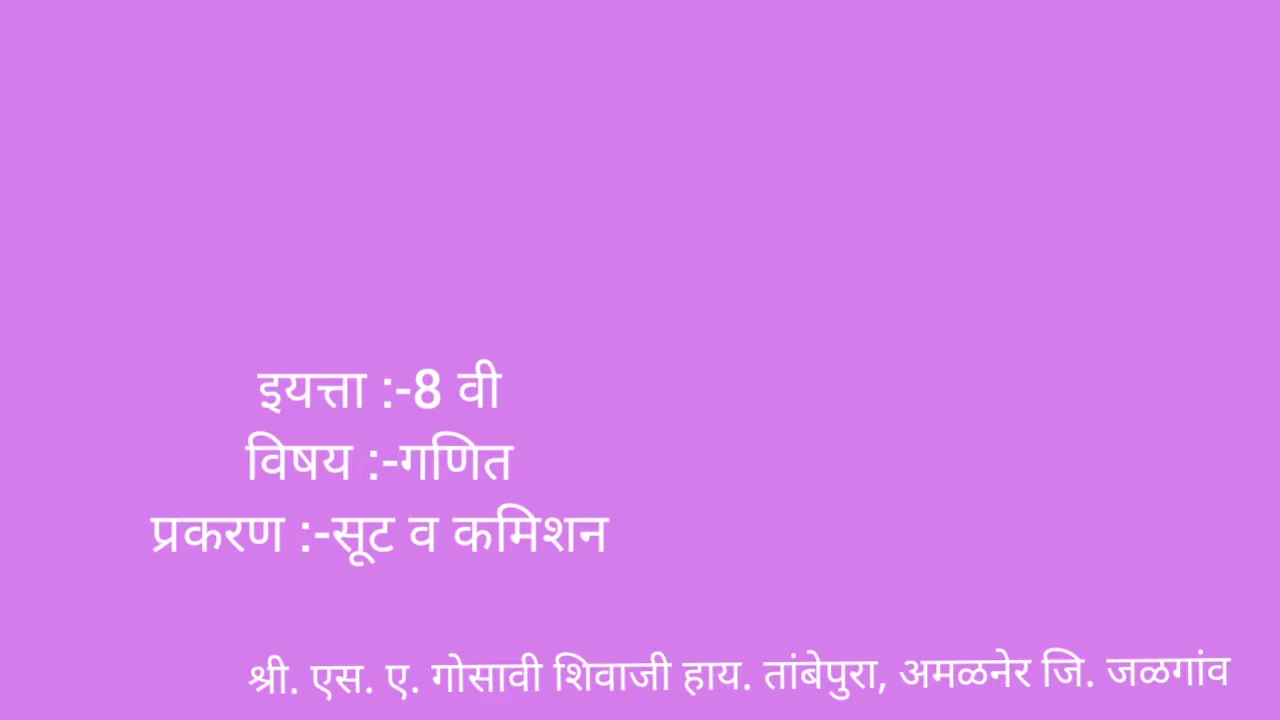 इयत्ता :-8 वी
विषय :-गणित
प्रकरण :-सूट व कमिशन
श्री. एस. ए. गोसावी शिवाजी हाय. तांबेपुरा, अमळनेर जि. जळगांव